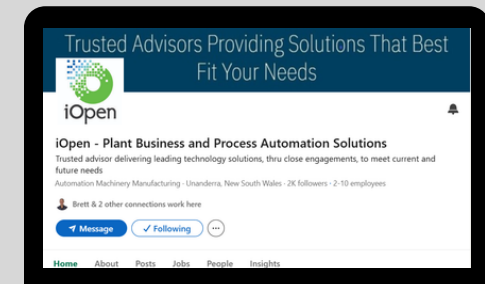 Trusted Advisors Providing Solutions That Best
Fit Your Needs
iOpen
iOpen - Plant Business and Process Automation Solutions
Trusted advisor delivering leading technology solutions, thru close engagements, to meet current and
future needs
Automation Machinery Manufacturing · Unanderra, New South Wales · 2K followers · 2-10 employees
Brett & 2 other connections work here
Message ✓ Following ...
Home About Posts Jobs People Insights